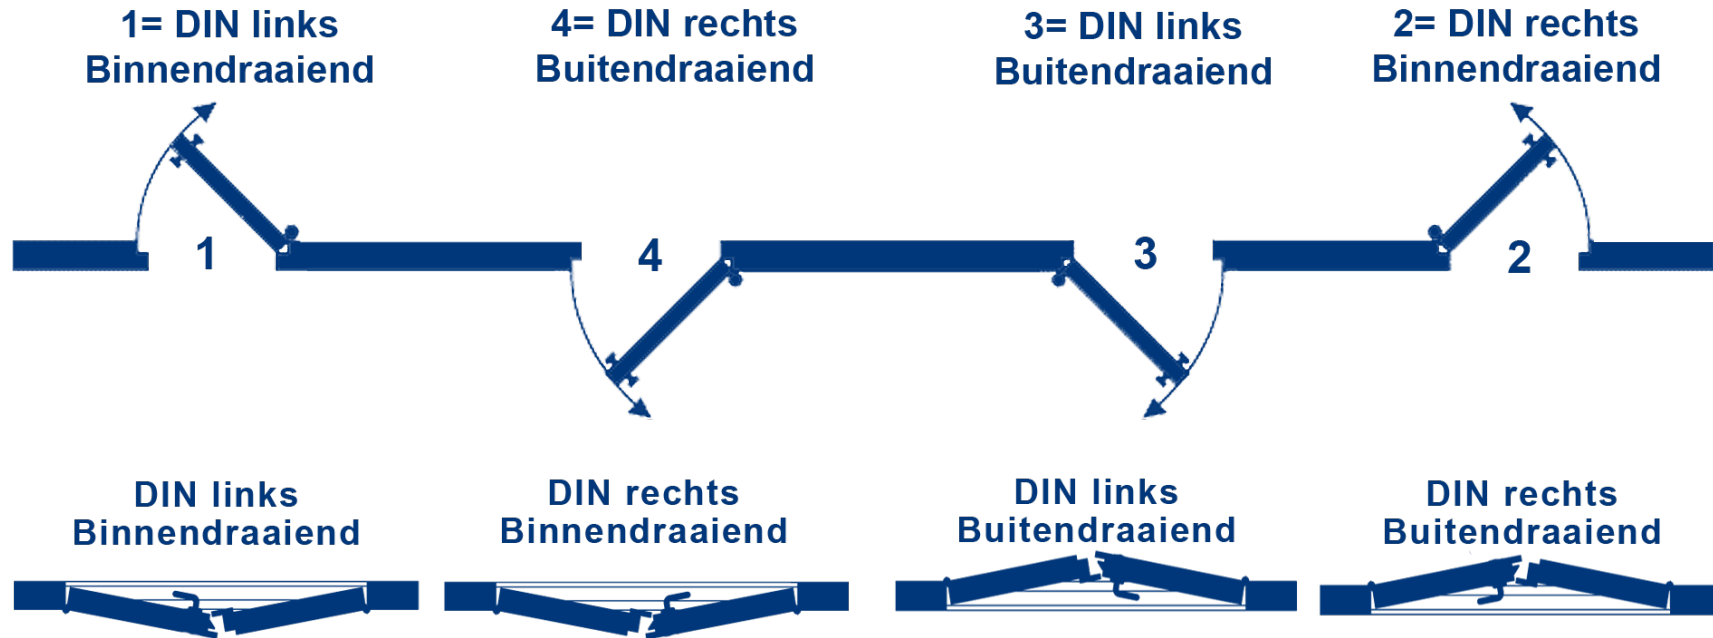 1= DIN links
Binnendraaiend
4= DIN rechts
Buitendraaiend
3= DIN links
Buitendraaiend
2= DIN rechts
Binnendraaiend
1
4
3
2
DIN links
Binnendraaiend
DIN rechts
Binnendraaiend
DIN links
Buitendraaiend
DIN rechts
Buitendraaiend